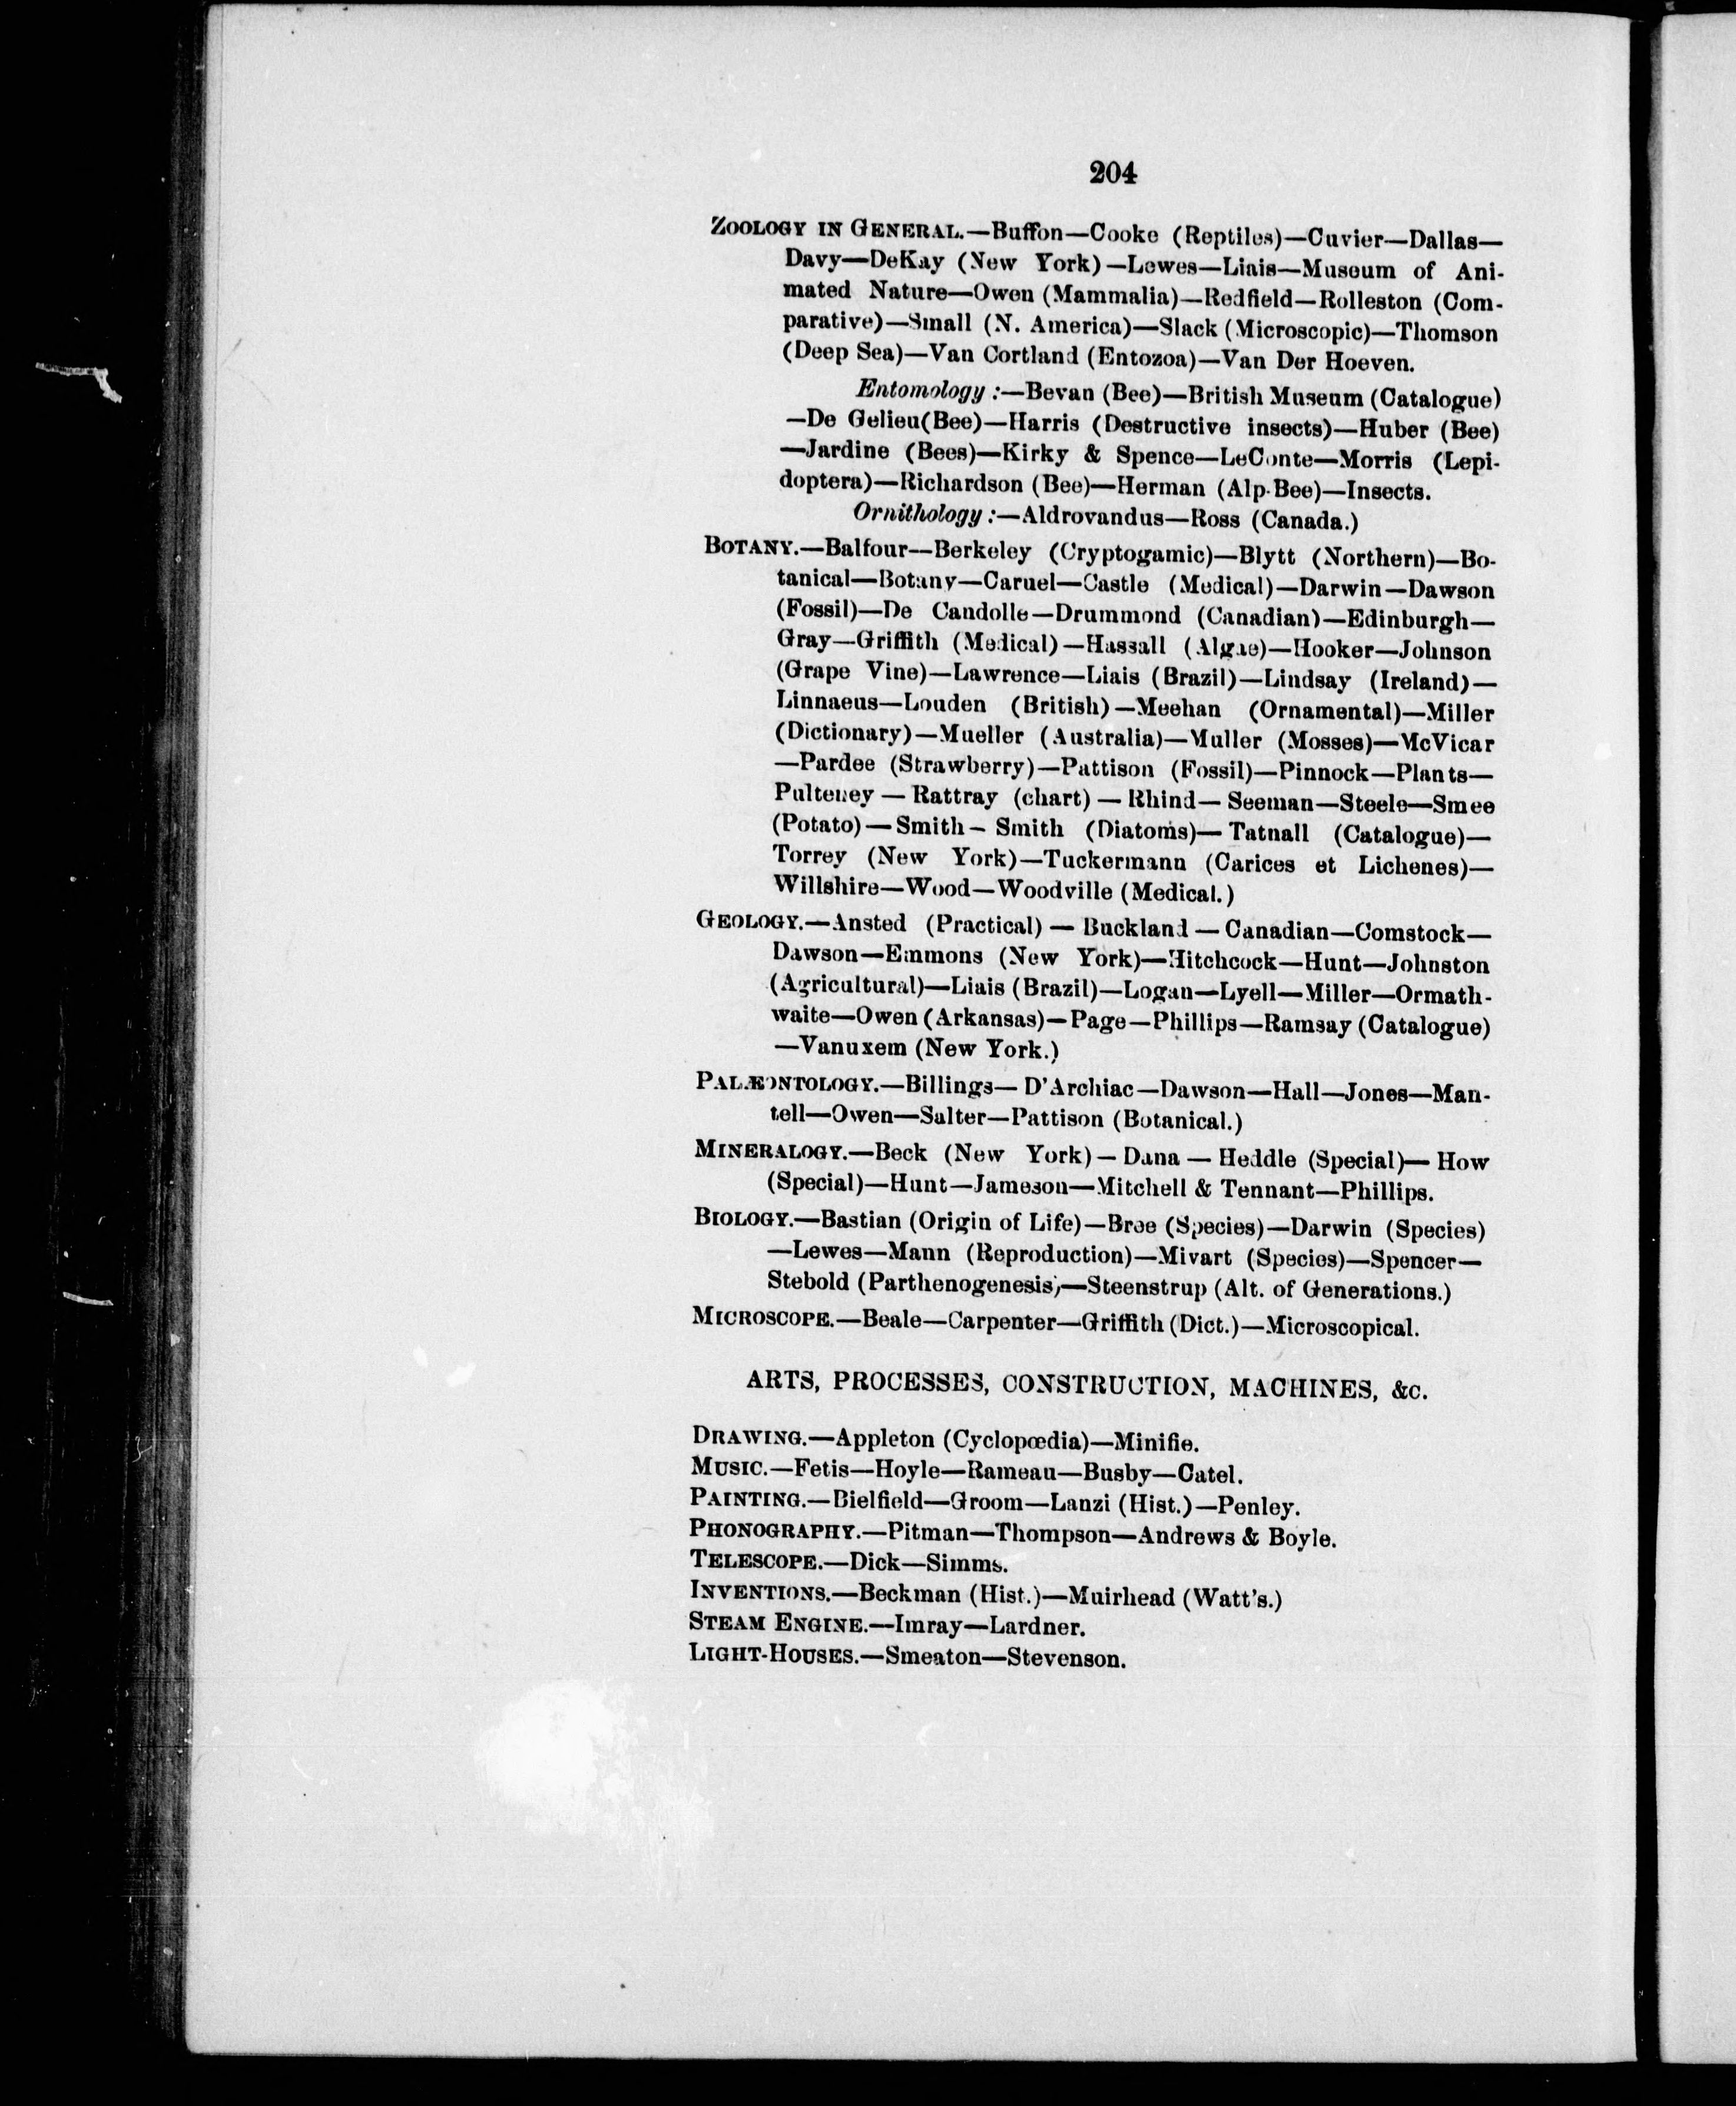 204
ZOOLOGY IN GENERAL.—Buffon—Cooke (Reptiles)—Cuvier—Dallas—
Davy—DeKay (New York)—Lewes—Liais—Museum of Ani-
mated Nature—Owen (Mammalia)—Redfield—Rolleston (Com-
parative)—Small (N. America)—Slack (Microscopic)—Thomson
(Deep Sea)—Van Cortland (Entozoa)—Van Der Hoeven.
Entomology :—Bevan (Bee)—British Museum (Catalogue)
—De Gelieu(Bee)—Harris (Destructive insects)—Huber (Bee)
—Jardine (Bees)—Kirky & Spence—LeConte—Morris (Lepi-
doptera)—Richardson (Bee)—Herman (Alp-Bee)—Insects.
Ornithology :—Aldrovandus—Ross (Canada.)
BOTANY.—Balfour—Berkeley (Cryptogamic)—Blytt (Northern)—Bo-
tanical—Botany—Caruel—Castle (Medical)—Darwin—Dawson
(Fossil)—De Candolle—Drummond (Canadian)—Edinburgh—
Gray—Griffith (Medical)—Hassall (Algae)—Hooker—Johnson
(Grape Vine)—Lawrence—Liais (Brazil)—Lindsay (Ireland)—
Linnaeus—Louden (British)—Meehan (Ornamental)—Miller
(Dictionary)—Mueller (Australia)—Muller (Mosses)—McVicar
—Pardee (Strawberry)—Pattison (Fossil)—Pinnock—Plants—
Pulteney — Rattray (chart) — Rhind— Seeman—Steele—Smee
(Potato)—Smith— Smith (Diatoms)— Tatnall (Catalogue)—
Torrey (New York)—Tuckermann (Carices et Lichenes)—
Willshire—Wood—Woodville (Medical.)
GEOLOGY.—Ansted (Practical) — Buckland — Canadian—Comstock—
Dawson—Emmons (New York)—Hitchcock—Hunt—Johnston
(Agricultural)—Liais (Brazil)—Logan—Lyell—Miller—Ormath-
waite—Owen (Arkansas)—Page—Phillips—Ramsay (Catalogue)
—Vanuxem (New York.)
PALÆONTOLOGY.—Billings— D'Archiac—Dawson—Hall—Jones—Man-
tell—Owen—Salter—Pattison (Botanical.)
MINERALOGY.—Beck (New York)— Dana — Heddle (Special)— How
(Special)—Hunt—Jameson—Mitchell & Tennant—Phillips.
BIOLOGY.—Bastian (Origin of Life)—Bree (Species)—Darwin (Species)
—Lewes—Mann (Reproduction)—Mivart (Species)—Spencer—
Stebold (Parthenogenesis)—Steenstrup (Alt. of Generations.)
MICROSCOPE.—Beale—Carpenter—Griffith (Dict.)—Microscopical.
ARTS, PROCESSES, CONSTRUCTION, MACHINES, &c.
DRAWING.—Appleton (Cyclopœdia)—Minifie.
MUSIC.—Fetis—Hoyle—Rameau—Busby—Catel.
PAINTING.—Bielfield—Groom—Lanzi (Hist.)—Penley.
PHONOGRAPHY.—Pitman—Thompson—Andrews & Boyle.
TELESCOPE.—Dick—Simms.
INVENTIONS.—Beckman (Hist.)—Muirhead (Watt's.)
STEAM ENGINE.—Imray—Lardner.
LIGHT-HOUSES.—Smeaton—Stevenson.